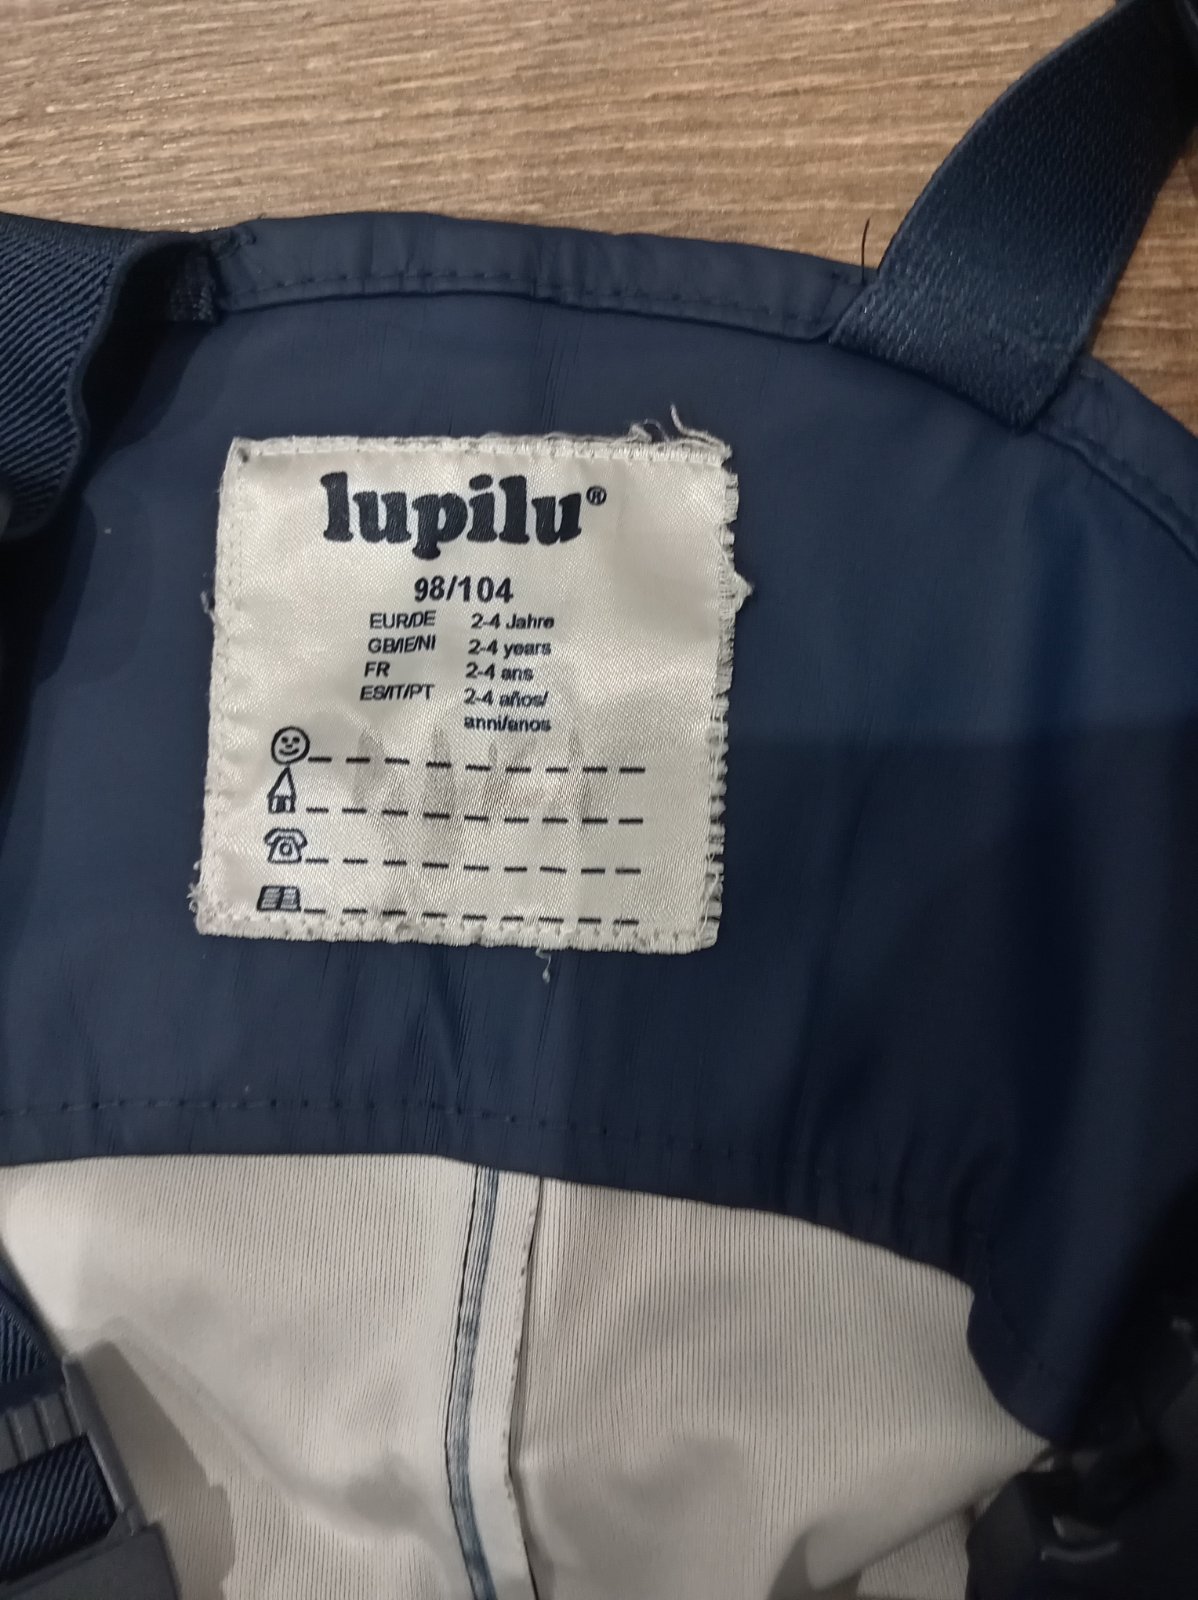 lupilu®
98/104
EUR/DE 2-4 Jahre
GB/IE/NI 2-4 years
FR 2-4 ans
ES/IT/PT 2-4 años/
anni/anos